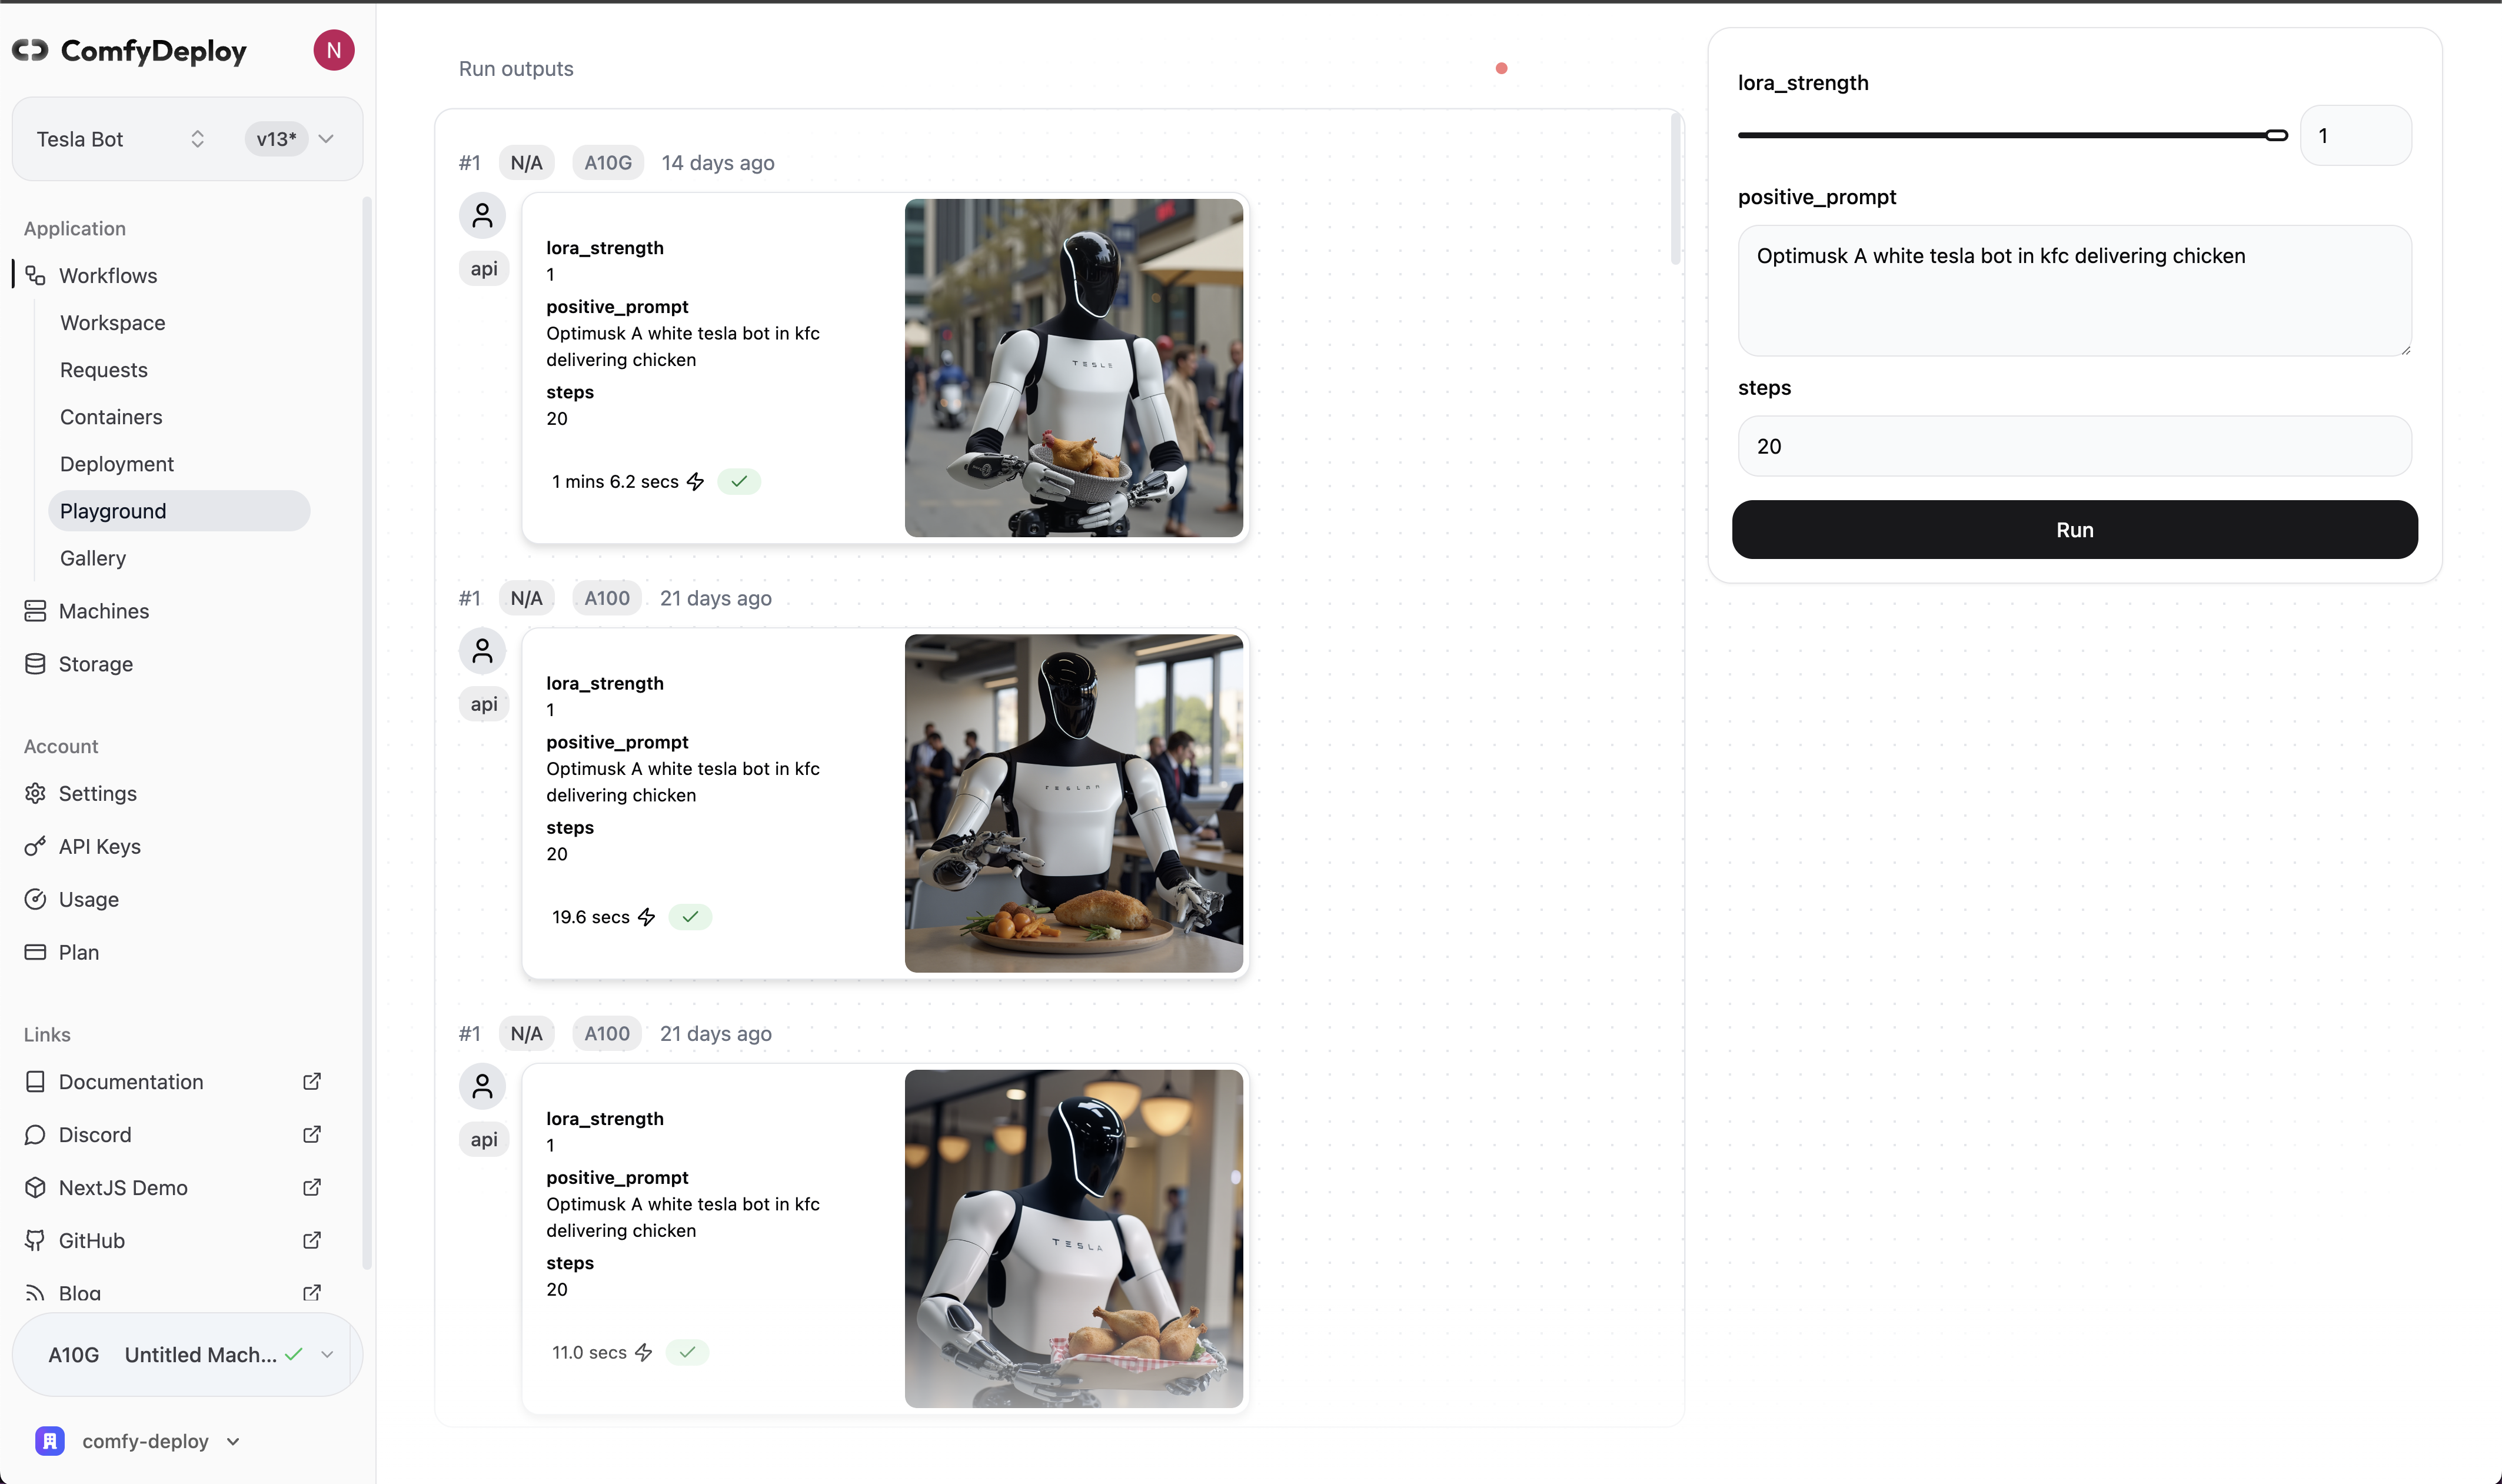 ComfyDeploy
N
Tesla Bot
v13*
Application
Workflows
Workspace
Requests
Containers
Deployment
Playground
Gallery
Machines
Storage
Account
Settings
API Keys
Usage
Plan
Links
Documentation
Discord
NextJS Demo
GitHub
Blog
A10G Untitled Mach...
comfy-deploy
Run outputs
#1 N/A A10G 14 days ago
api
lora_strength
1
positive_prompt
Optimusk A white tesla bot in kfc
delivering chicken
steps
20
1 mins 6.2 secs
TESLE
#1 N/A A100 21 days ago
api
lora_strength
1
positive_prompt
Optimusk A white tesla bot in kfc
delivering chicken
steps
20
19.6 secs
#1 N/A A100 21 days ago
api
lora_strength
1
positive_prompt
Optimusk A white tesla bot in kfc
delivering chicken
steps
20
11.0 secs
TESLA
lora_strength
1
positive_prompt
Optimusk A white tesla bot in kfc delivering chicken
steps
20
Run